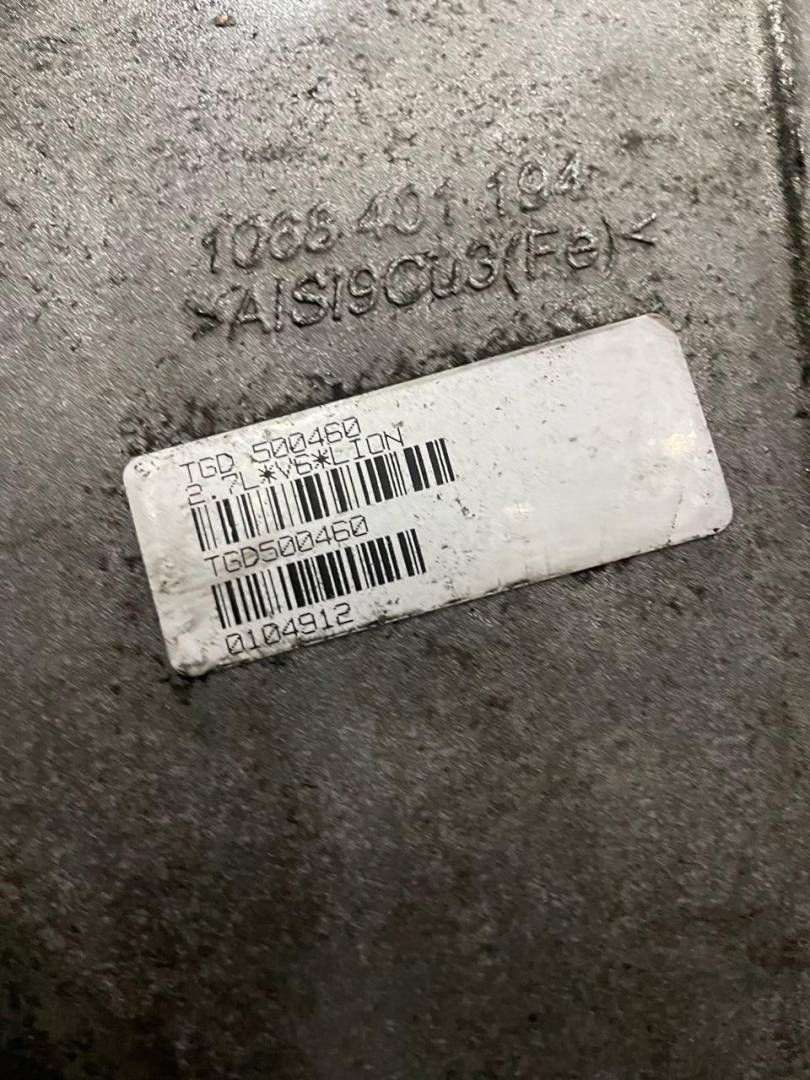 1068 401 194
>AlSi9Cu3(Fe)<
TGD 500460
2.7L*V6*LION
TGD500460
0104912